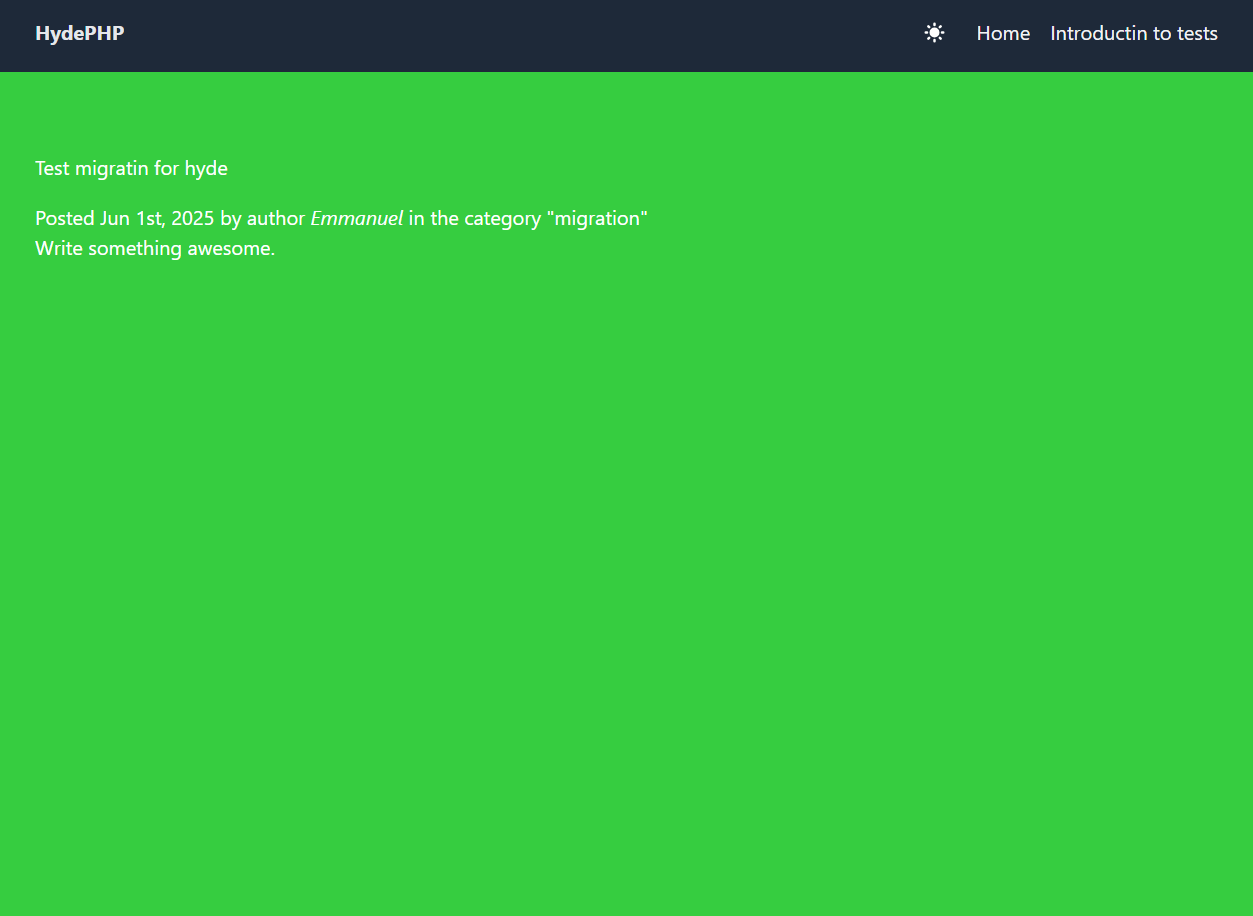 HydePHP
Home
Introductin to tests
Test migratin for hyde
Posted Jun 1st, 2025 by author Emmanuel in the category "migration"
Write something awesome.